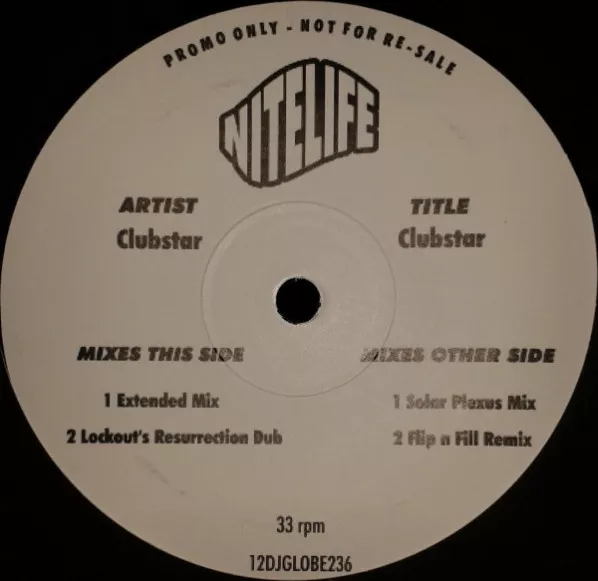 PROMO ONLY - NOT FOR RE-SALE
NITELIFE
ARTIST
TITLE
Clubstar
Clubstar
MIXES THIS SIDE
MIXES OTHER SIDE
1 Extended Mix
1 Solar Plexus Mix
2 Lockout's Resurrection Dub
2 Flip n Fill Remix
33 rpm
12DJGLOBE236